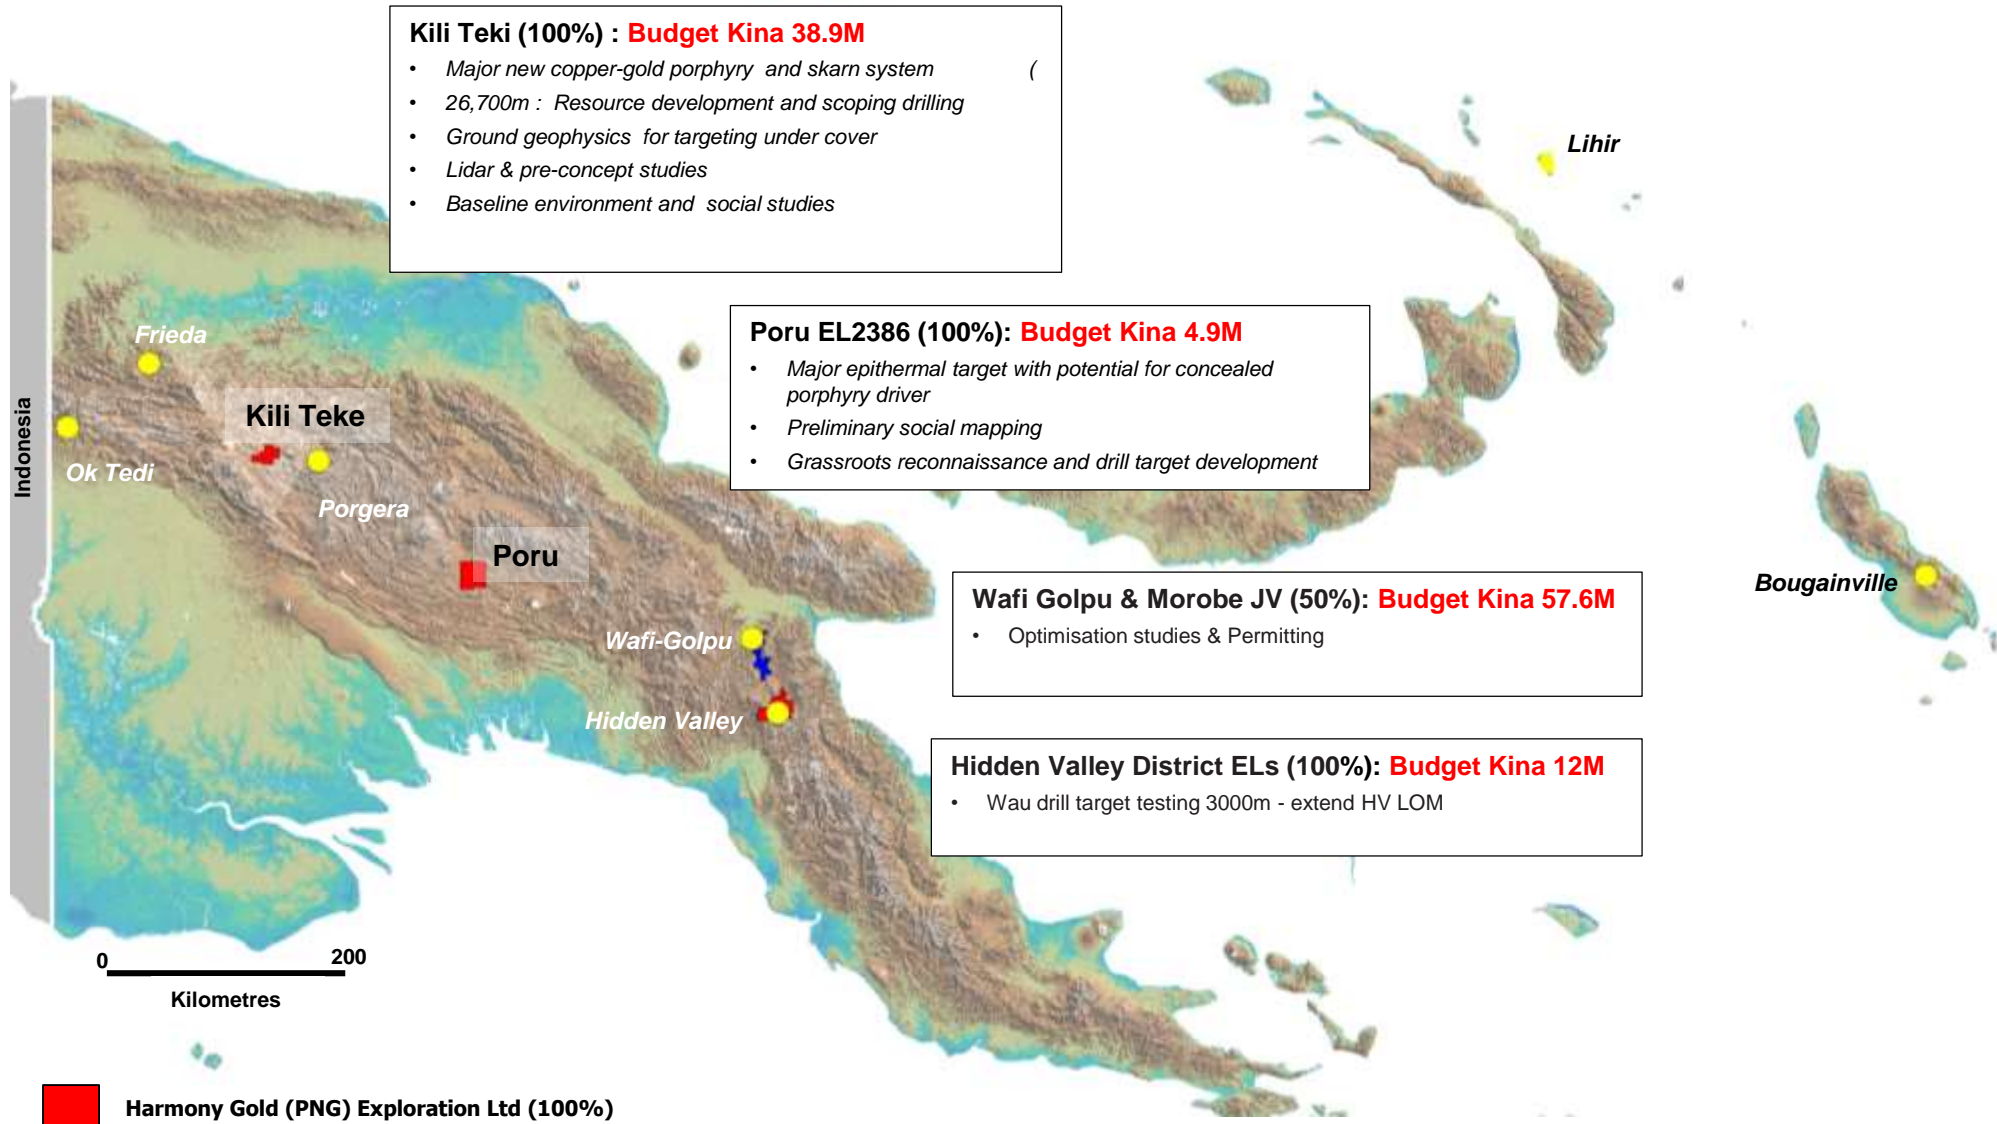 Kili Teki (100%) : Budget Kina 38.9M
• Major new copper-gold porphyry and skarn system (
• 26,700m : Resource development and scoping drilling
• Ground geophysics for targeting under cover
• Lidar & pre-concept studies
• Baseline environment and social studies
Lihir
Poru EL2386 (100%): Budget Kina 4.9M
• Major epithermal target with potential for concealed
porphyry driver
• Preliminary social mapping
• Grassroots reconnaissance and drill target development
Frieda
Kili Teke
Indonesia
Ok Tedi
Porgera
Poru
Bougainville
Wafi Golpu & Morobe JV (50%): Budget Kina 57.6M
• Optimisation studies & Permitting
Wafi-Golpu
Hidden Valley
Hidden Valley District ELs (100%): Budget Kina 12M
• Wau drill target testing 3000m - extend HV LOM
0 200
Kilometres
Harmony Gold (PNG) Exploration Ltd (100%)